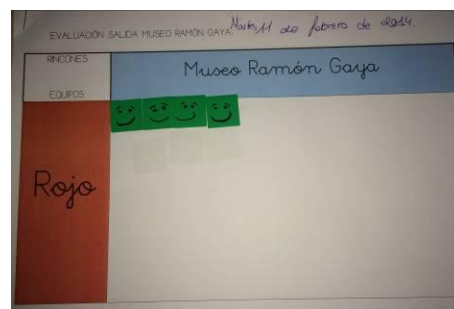 EVALUACIÓN SALIDA MUSEO RAMÓN GAYA. Martes, 11 de febrero de 2014.
RINCONES
Museo Ramón Gaya
EQUIPOS
Rojo